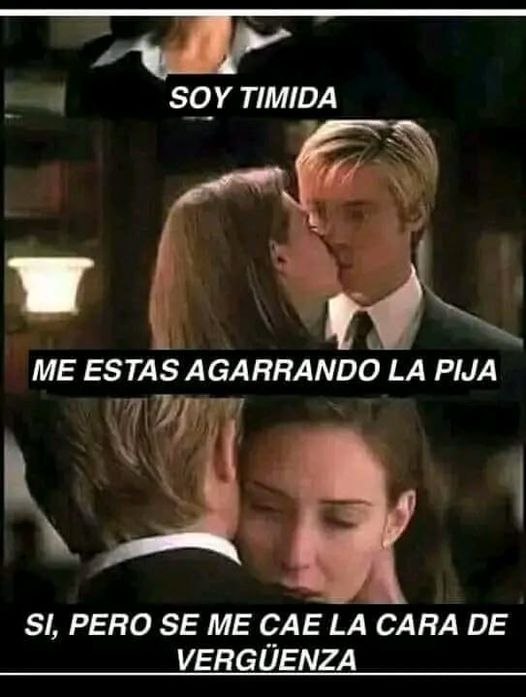 SOY TIMIDA
ME ESTAS AGARRANDO LA PIJA
SI, PERO SE ME CAE LA CARA DE
VERGÜENZA